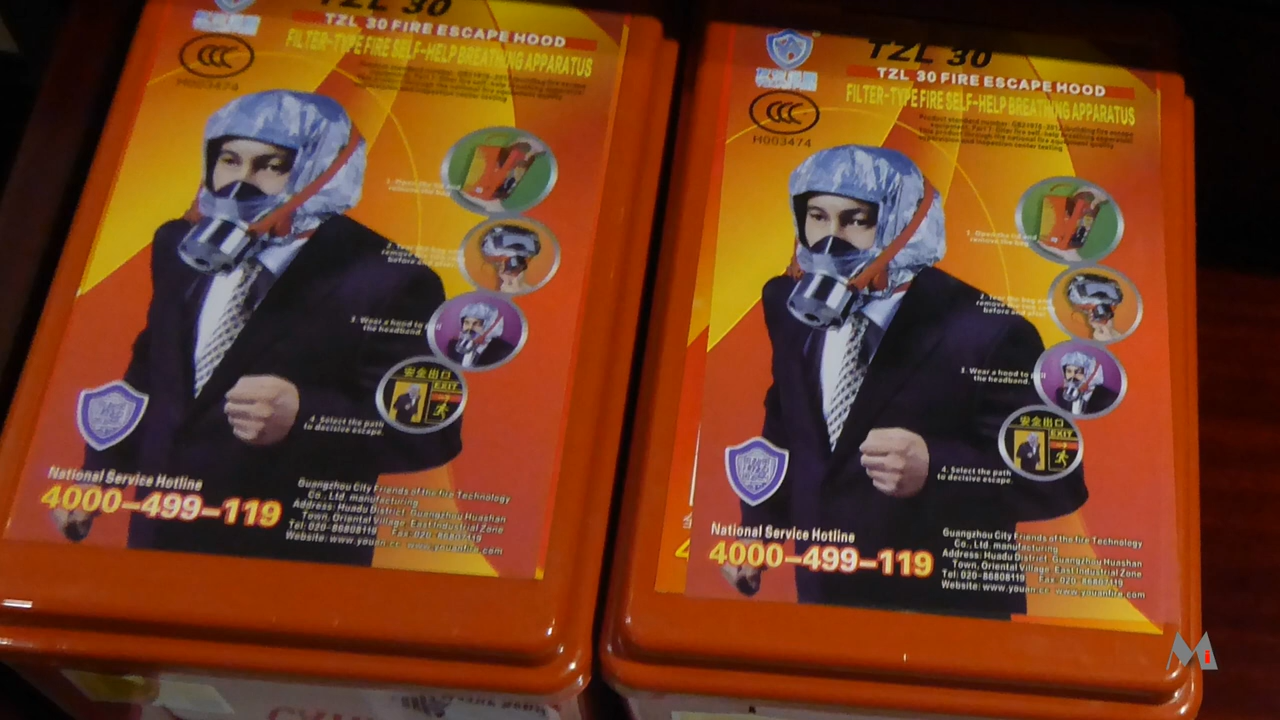 TZL 30
TZL 30 FIRE ESCAPE HOOD
FILTER-TYPE FIRE SELF-HELP BREATHING APPARATUS
CCC
H003474
1. Open the lid and
remove the bag
2. Tear the bag and
before and after.
3. Wear a hood to pull
the headband.
安全出口
EXIT
4. Select the path
to decisive escape.
National Service Hotline
4000-499-119
Guangzhou City Friends of the fire Technology
Co., Ltd. manufacturing
Address: Huadu District, Guangzhou Huashan
Town, Oriental Village, East Industrial Zone
Tel: 020-86808119 Fax: 020-86807419
Website: www.youan.cc www.youanfire.com
TZL 30
TZL 30 FIRE ESCAPE HOOD
FILTER-TYPE FIRE SELF-HELP BREATHING APPARATUS
CCC
H003474
1. Open the lid and
remove the bag
2. Tear the bag and
before and after.
3. Wear a hood to pull
the headband.
安全出口
EXIT
4. Select the path
to decisive escape.
National Service Hotline
4000-499-119
Guangzhou City Friends of the fire Technology
Co., Ltd. manufacturing
Address: Huadu District, Guangzhou Huashan
Town, Oriental Village, East Industrial Zone
Tel: 020-86808119 Fax: 020-86807419
Website: www.youan.cc www.youanfire.com
Mi